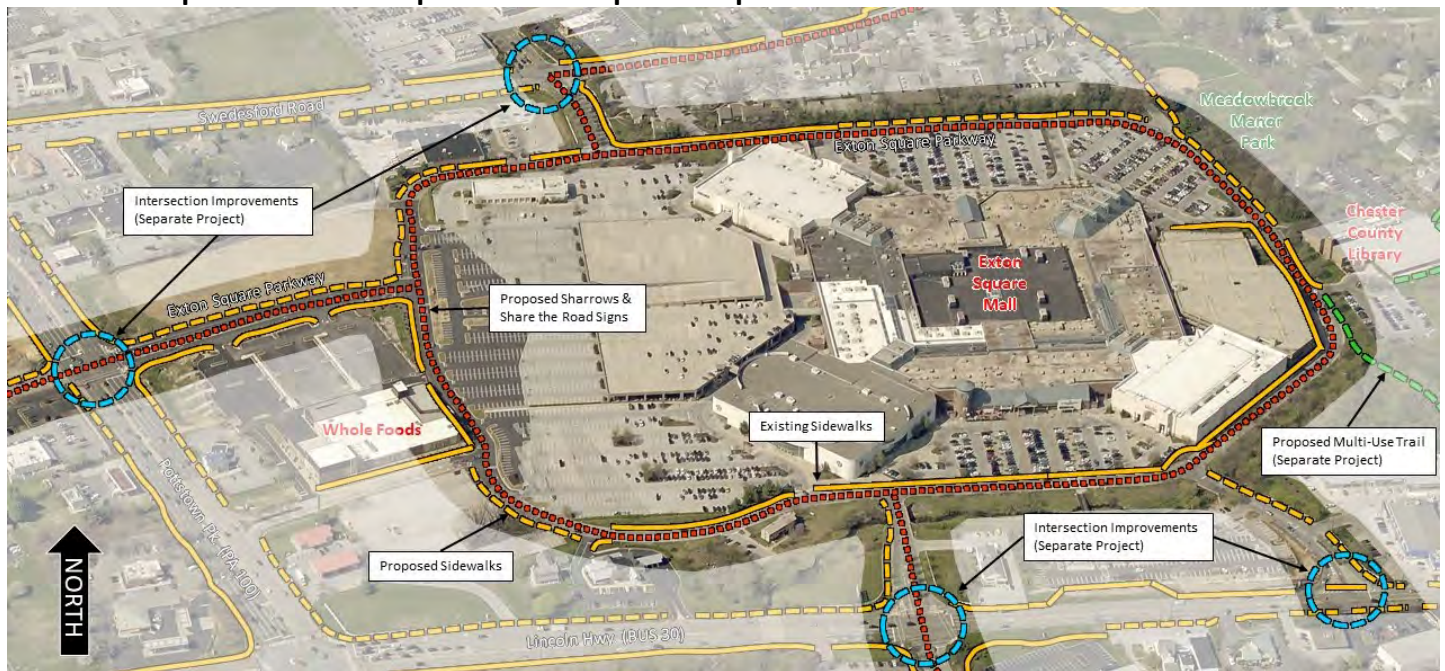 Swedesford Road
Meadowbrook
Manor
Park
Exton Square Parkway
Intersection Improvements
(Separate Project)
Chester
County
Library
Exton
Square
Mall
Exton Square Parkway
Proposed Sharrows &
Share the Road Signs
Whole Foods
Existing Sidewalks
Proposed Multi-Use Trail
(Separate Project)
Pottstown Pk. (PA 100)
Intersection Improvements
(Separate Project)
Proposed Sidewalks
NORTH
Lincoln Hwy. (BUS 30)